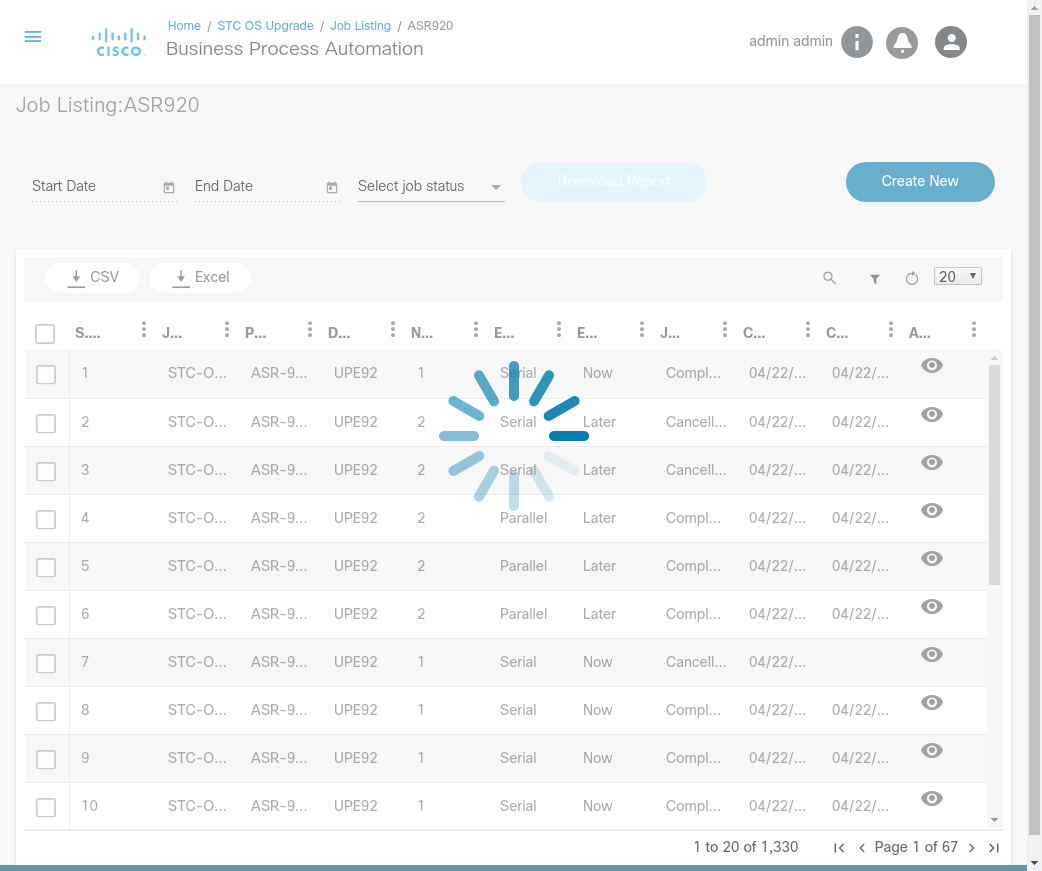 Home / STC OS Upgrade / Job Listing / ASR920
CISCO
Business Process Automation
admin admin
Job Listing:ASR920
Start Date End Date Select job status Download Report Create New
CSV Excel 20
S.... J... P... D... N... E... E... J... C... C... A...
1 STC-O... ASR-9... UPE92 1 Serial Now Compl... 04/22/... 04/22/...
2 STC-O... ASR-9... UPE92 2 Serial Later Cancell... 04/22/... 04/22/...
3 STC-O... ASR-9... UPE92 2 Serial Later Cancell... 04/22/... 04/22/...
4 STC-O... ASR-9... UPE92 2 Parallel Later Compl... 04/22/... 04/22/...
5 STC-O... ASR-9... UPE92 2 Parallel Later Compl... 04/22/... 04/22/...
6 STC-O... ASR-9... UPE92 2 Parallel Later Compl... 04/22/... 04/22/...
7 STC-O... ASR-9... UPE92 1 Serial Now Cancell... 04/22/...
8 STC-O... ASR-9... UPE92 1 Serial Now Compl... 04/22/... 04/22/...
9 STC-O... ASR-9... UPE92 1 Serial Now Compl... 04/22/... 04/22/...
10 STC-O... ASR-9... UPE92 1 Serial Now Compl... 04/22/... 04/22/...
1 to 20 of 1,330 Page 1 of 67